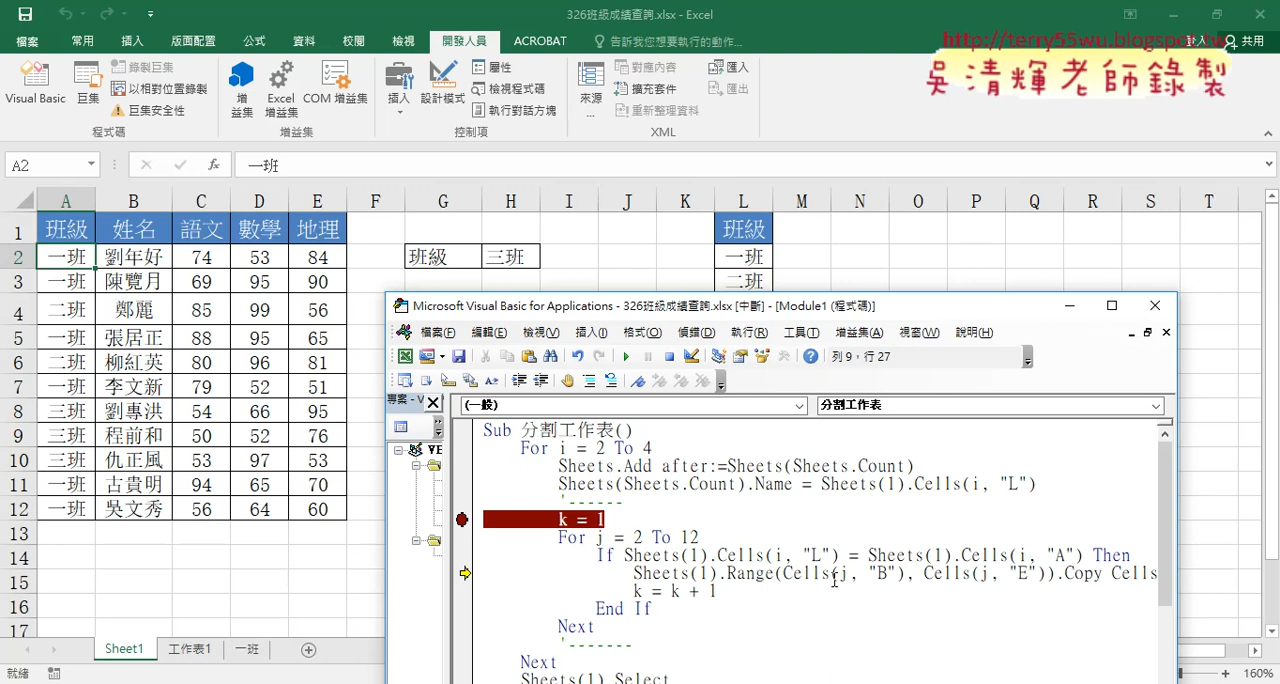 326班級成績查詢.xlsx - Excel
http://terry55wu.blogspot.tw
吳清輝老師錄製
檔案 常用 插入 版面配置 公式 資料 校閱 檢視 開發人員 ACROBAT 告訴我您想要執行的動作... 登入 共用
Visual Basic 巨集 錄製巨集 以相對位置錄製 巨集安全性 程式碼
增益集 Excel 增益集 COM 增益集 增益集
插入 設計模式 屬性 檢視程式碼 執行對話方塊 控制項
來源... 對應內容 擴充套件 重新整理資料 匯入 匯出 XML
A2 fx 一班
A B C D E F G H I J K L M N O P Q R S T
1 班級 姓名 語文 數學 地理 班級
2 一班 劉年好 74 53 84 班級 三班 一班
3 一班 陳覽月 69 95 90 二班
4 二班 鄭麗 85 99 56
5 一班 張居正 88 95 65
6 二班 柳紅英 80 96 81
7 一班 李文新 79 52 51
8 三班 劉專洪 54 66 95
9 三班 程前和 50 52 76
10 三班 仇正風 53 97 53
11 一班 古貴明 94 65 70
12 一班 吳文秀 56 64 60
13
14
15
16
17
Microsoft Visual Basic for Applications - 326班級成績查詢.xlsx [中斷] - [Module1 (程式碼)]
檔案(F) 編輯(E) 檢視(V) 插入(I) 格式(O) 偵錯(D) 執行(R) 工具(T) 增益集(A) 視窗(W) 說明(H)
列 9，行 27
專案 - V
(一般) 分割工作表
Sub 分割工作表()
For i = 2 To 4
Sheets.Add after:=Sheets(Sheets.Count)
Sheets(Sheets.Count).Name = Sheets(1).Cells(i, "L")
'------
k = 1
For j = 2 To 12
If Sheets(1).Cells(i, "L") = Sheets(1).Cells(i, "A") Then
Sheets(1).Range(Cells(j, "B"), Cells(j, "E")).Copy Cells
k = k + 1
End If
Next
'-------
Next
Sheets(1).Select
VE
Sheet1 工作表1 一班
就緒 160%